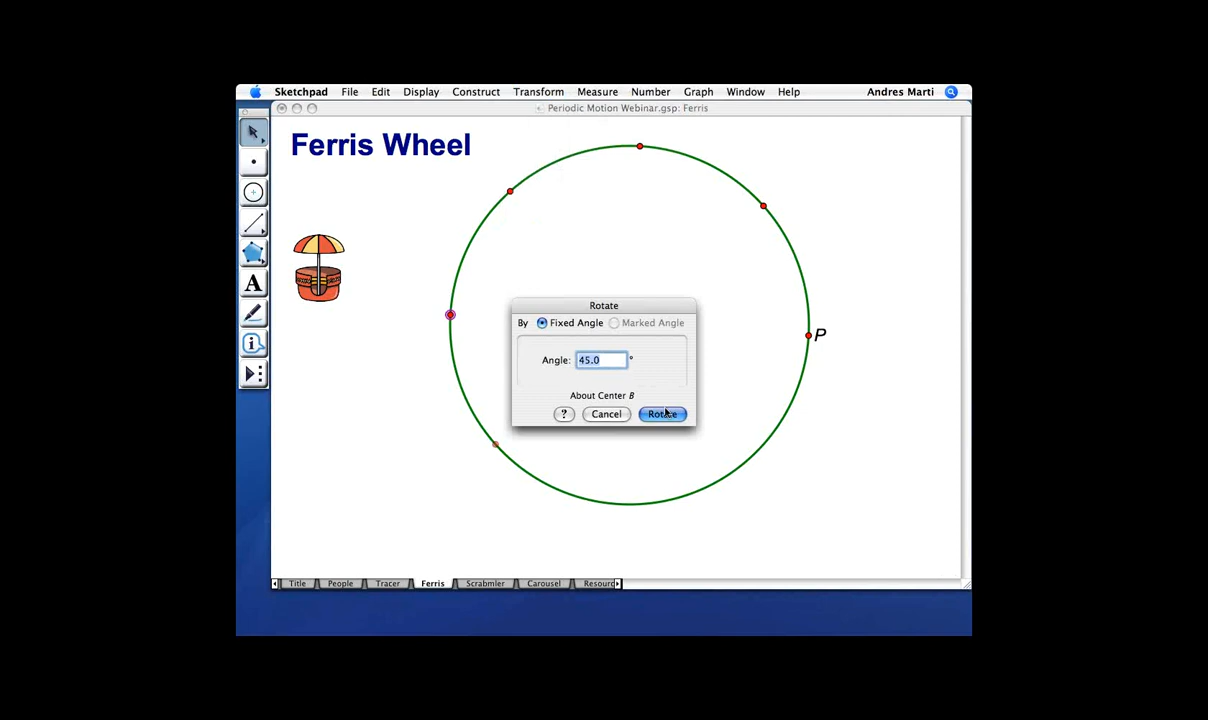 Sketchpad File Edit Display Construct Transform Measure Number Graph Window Help Andres Marti
Periodic Motion Webinar.gsp: Ferris
Ferris Wheel
Rotate
By Fixed Angle Marked Angle
Angle: 45.0 °
About Center B
? Cancel Rotate
P
A
Title People Tracer Ferris Scrabmler Carousel Resourc